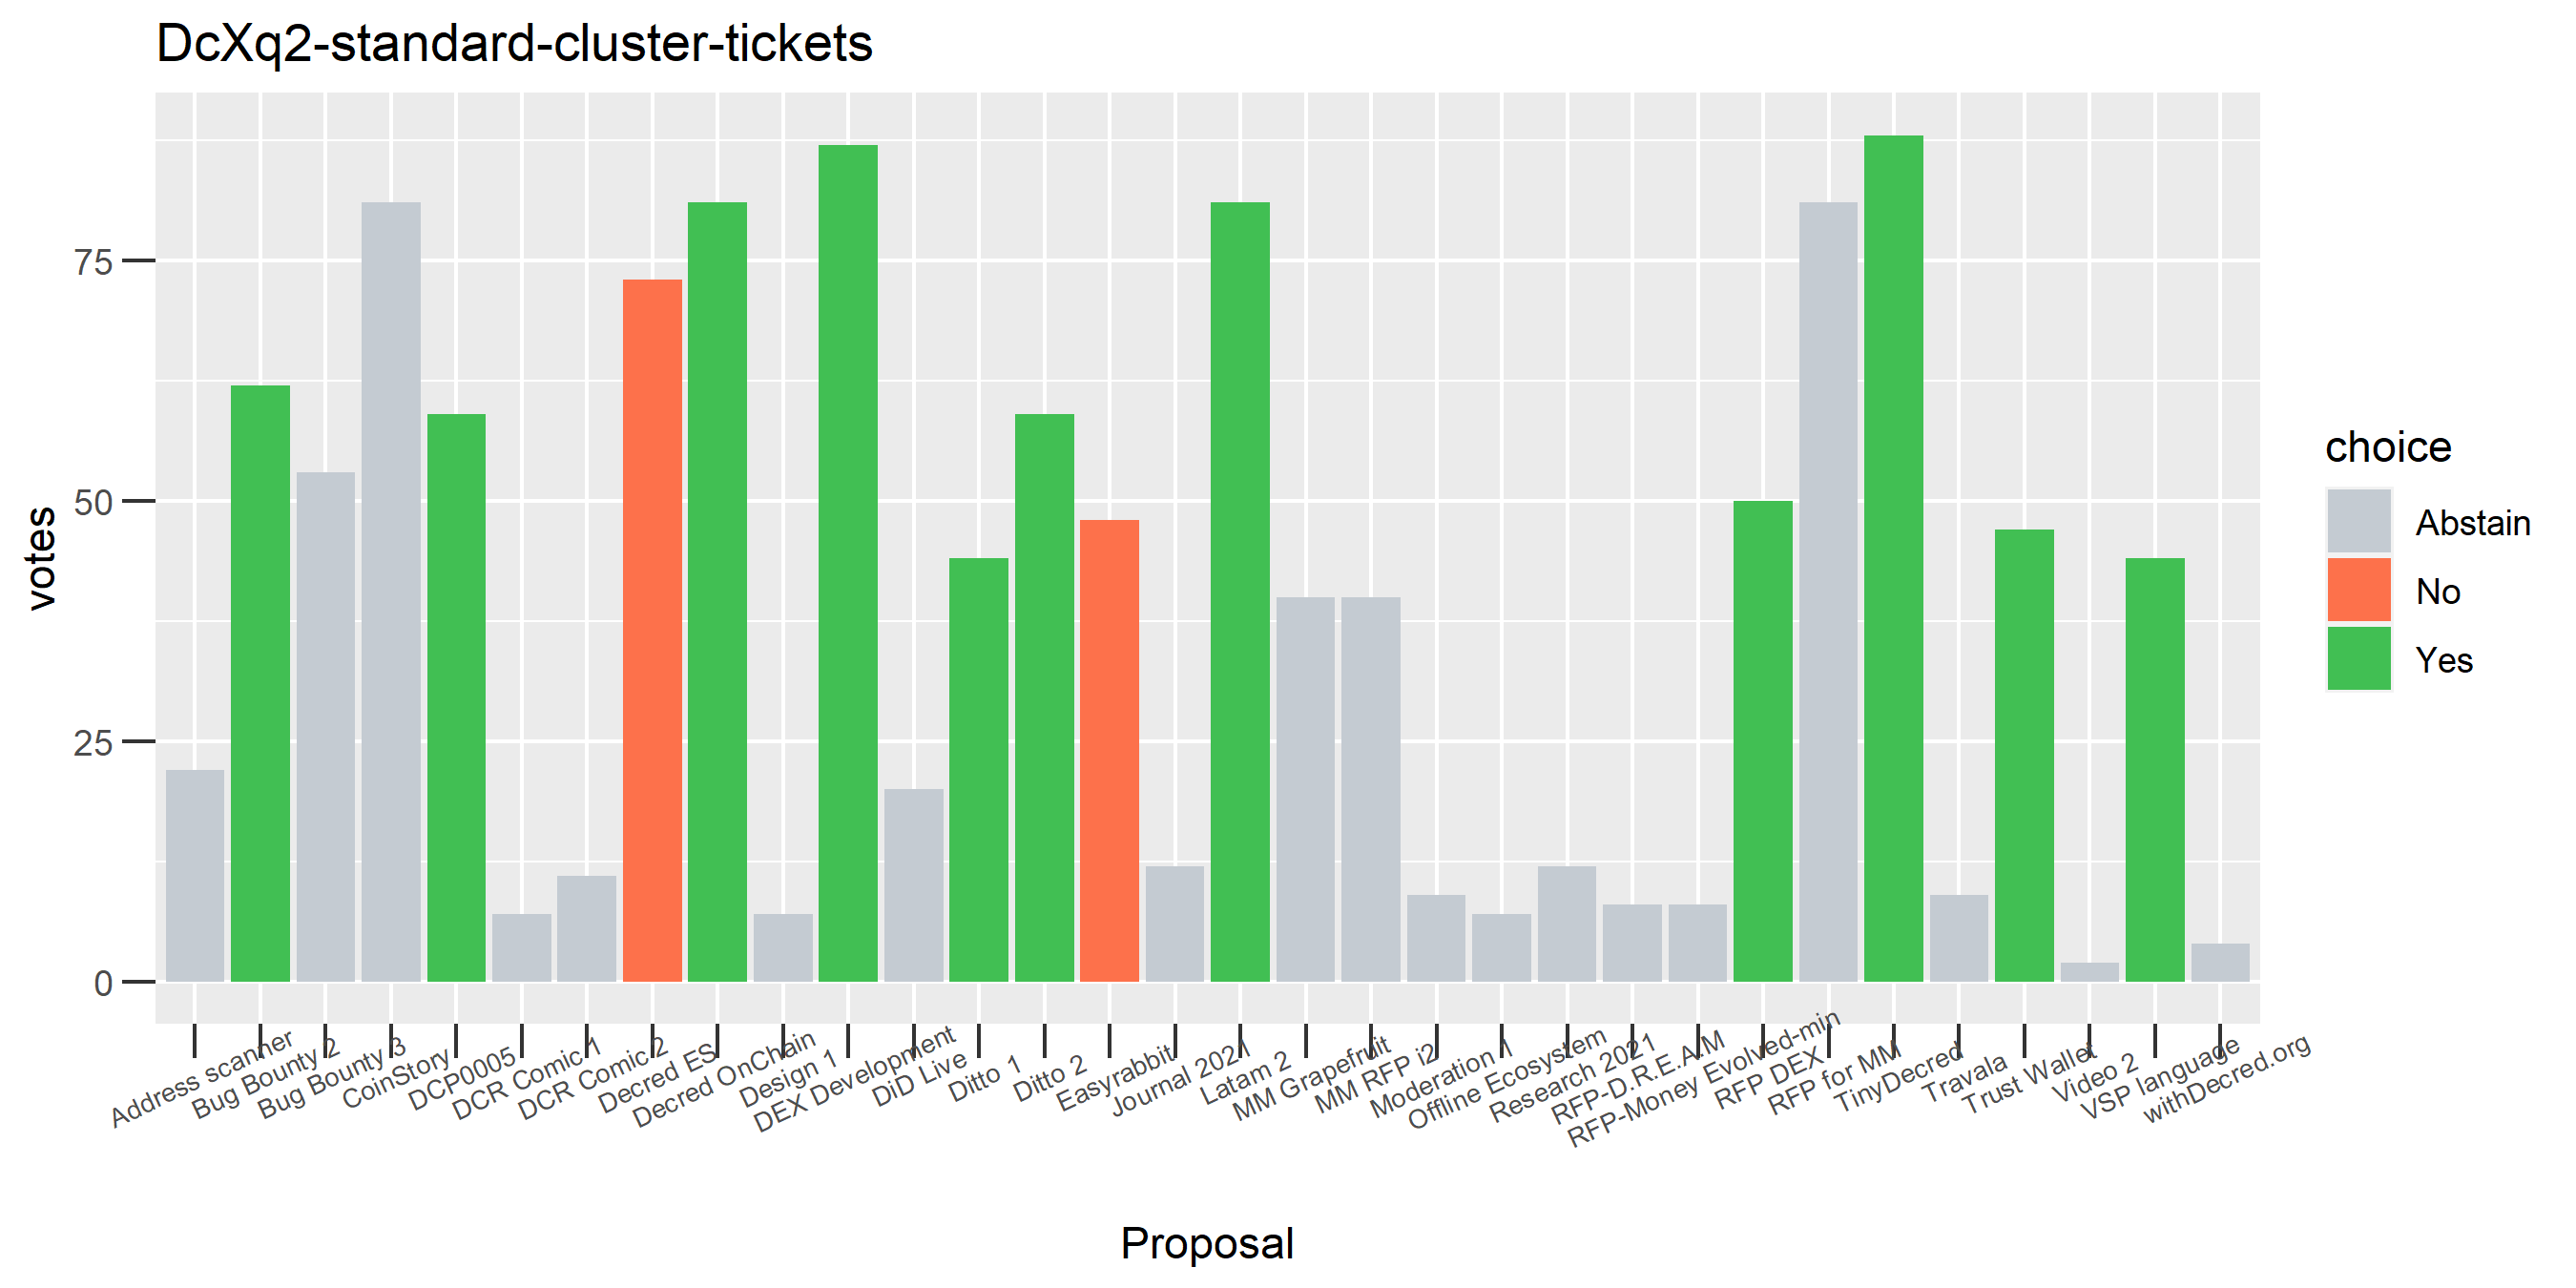 DcXq2-standard-cluster-tickets
votes
75
50
25
0
Address scanner
Bug Bounty 2
Bug Bounty 3
CoinStory
DCP0005
DCR Comic 1
DCR Comic 2
Decred ES
Decred OnChain
Design 1
DEX Development
DiD Live
Ditto 1
Ditto 2
Easyrabbit
Journal 2021
Latam 2
MM Grapefruit
MM RFP i2
Moderation 1
Offline Ecosystem
Research 2021
RFP-D.R.E.A.M
RFP-Money Evolved-min
RFP DEX
RFP for MM
TinyDecred
Travala
Trust Wallet
Video 2
VSP language
withDecred.org
Proposal
choice
Abstain
No
Yes